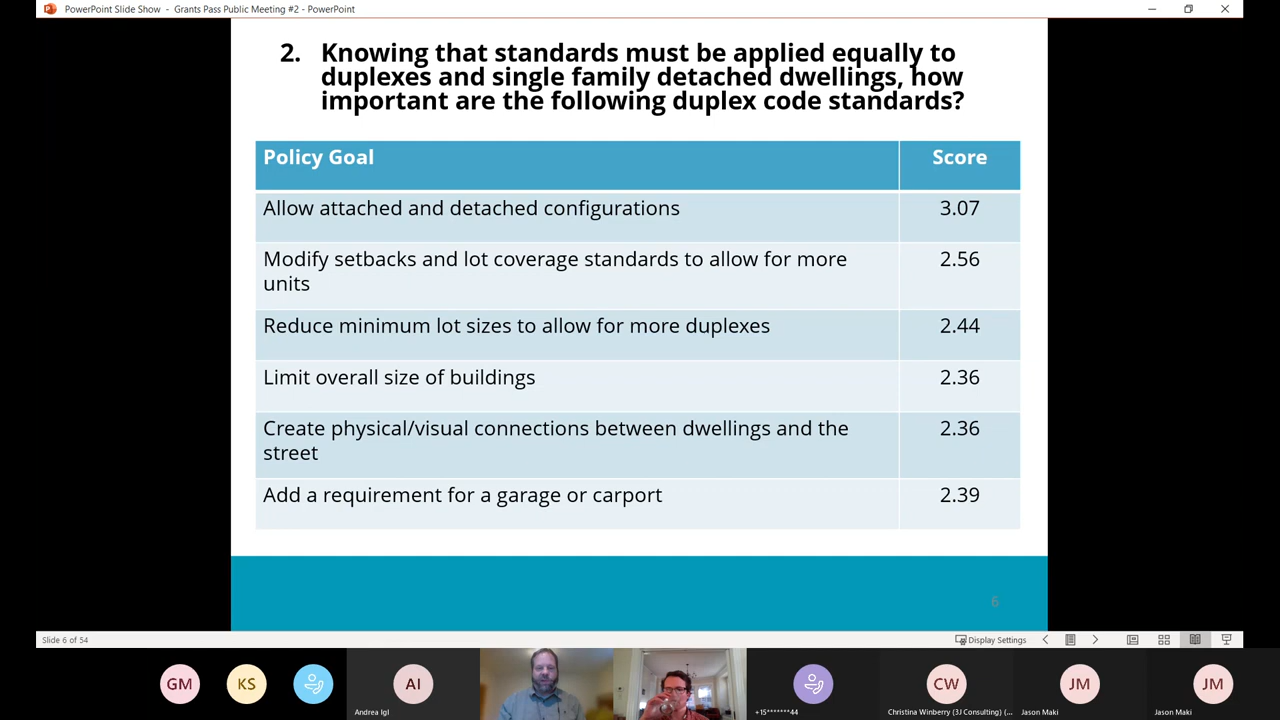 PowerPoint Slide Show - Grants Pass Public Meeting #2 - PowerPoint
2. Knowing that standards must be applied equally to
duplexes and single family detached dwellings, how
important are the following duplex code standards?
Policy Goal Score
Allow attached and detached configurations 3.07
Modify setbacks and lot coverage standards to allow for more 2.56
units
Reduce minimum lot sizes to allow for more duplexes 2.44
Limit overall size of buildings 2.36
Create physical/visual connections between dwellings and the 2.36
street
Add a requirement for a garage or carport 2.39
6
Slide 6 of 54 Display Settings
GM KS AI CW JM JM
Andrea Igl +15*******44 Christina Winberry (3J Consulting) (... Jason Maki Jason Maki